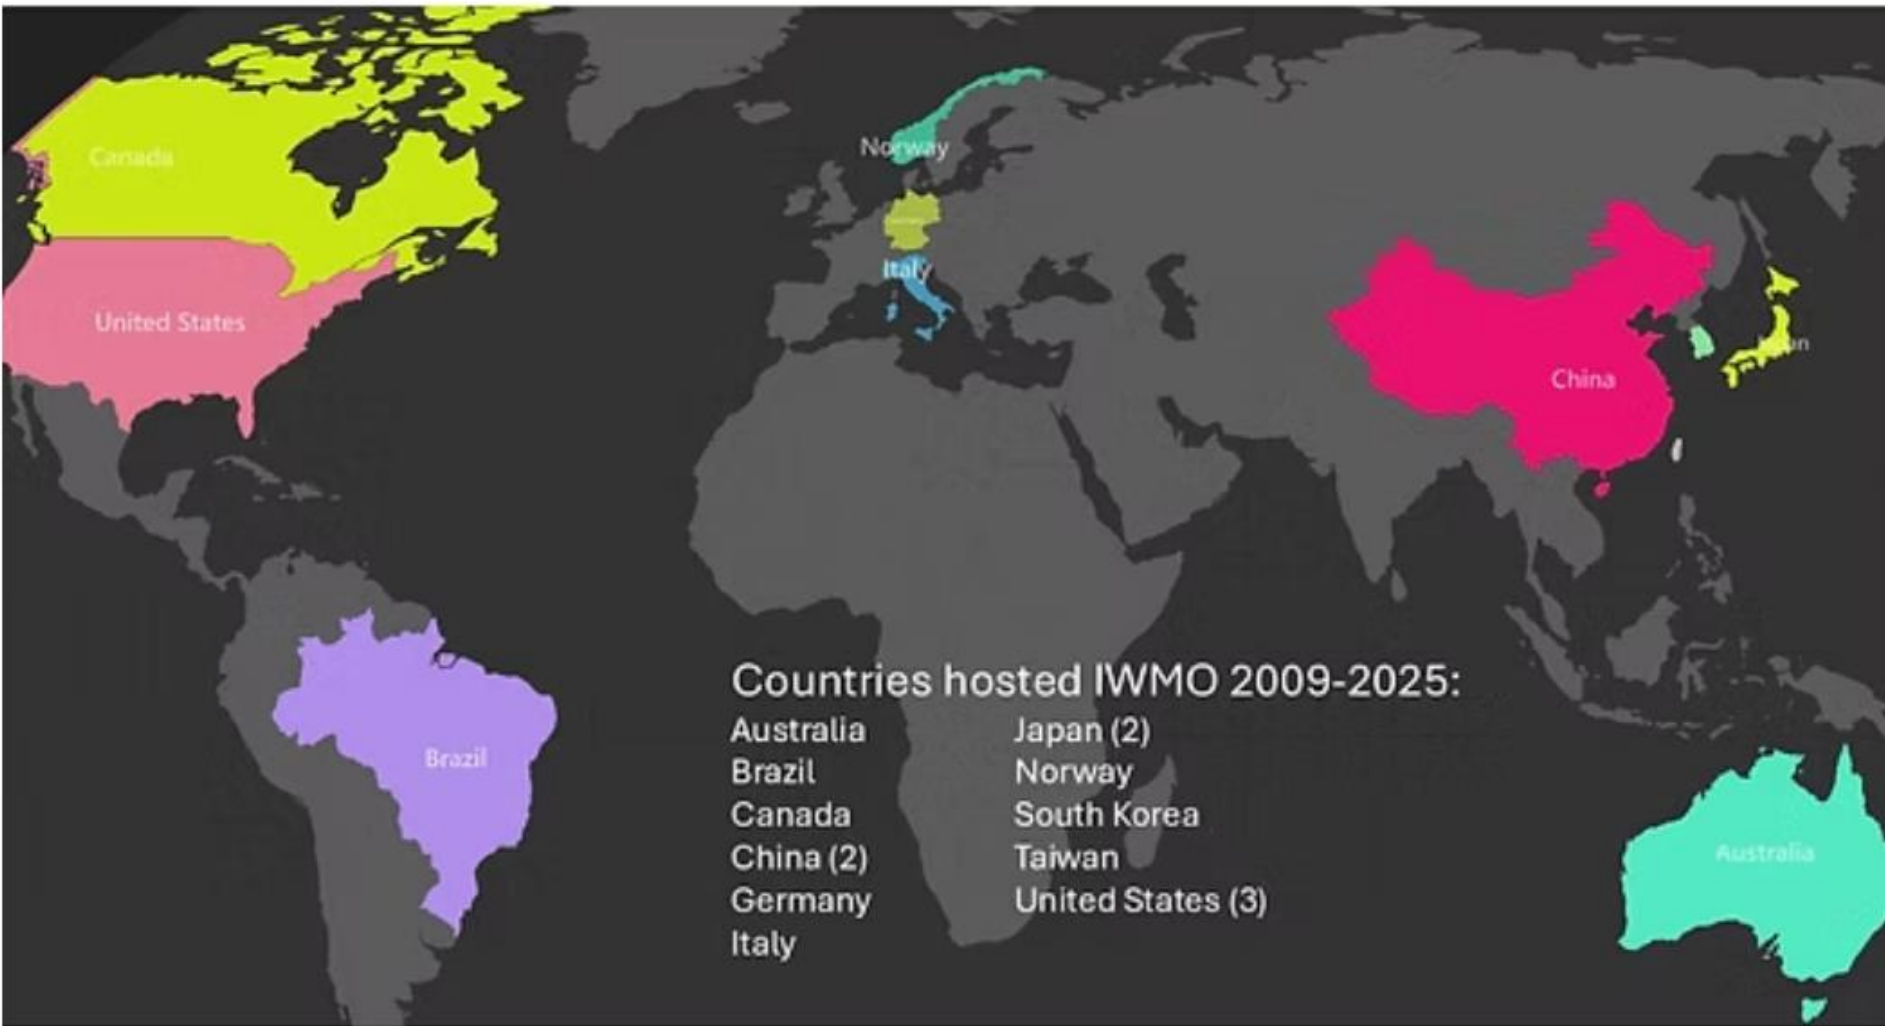 Canada
Norway
Italy
United States
China
Brazil
Countries hosted IWMO 2009-2025:
Australia
Brazil
Canada
China (2)
Germany
Italy
Japan (2)
Norway
South Korea
Taiwan
United States (3)
Australia